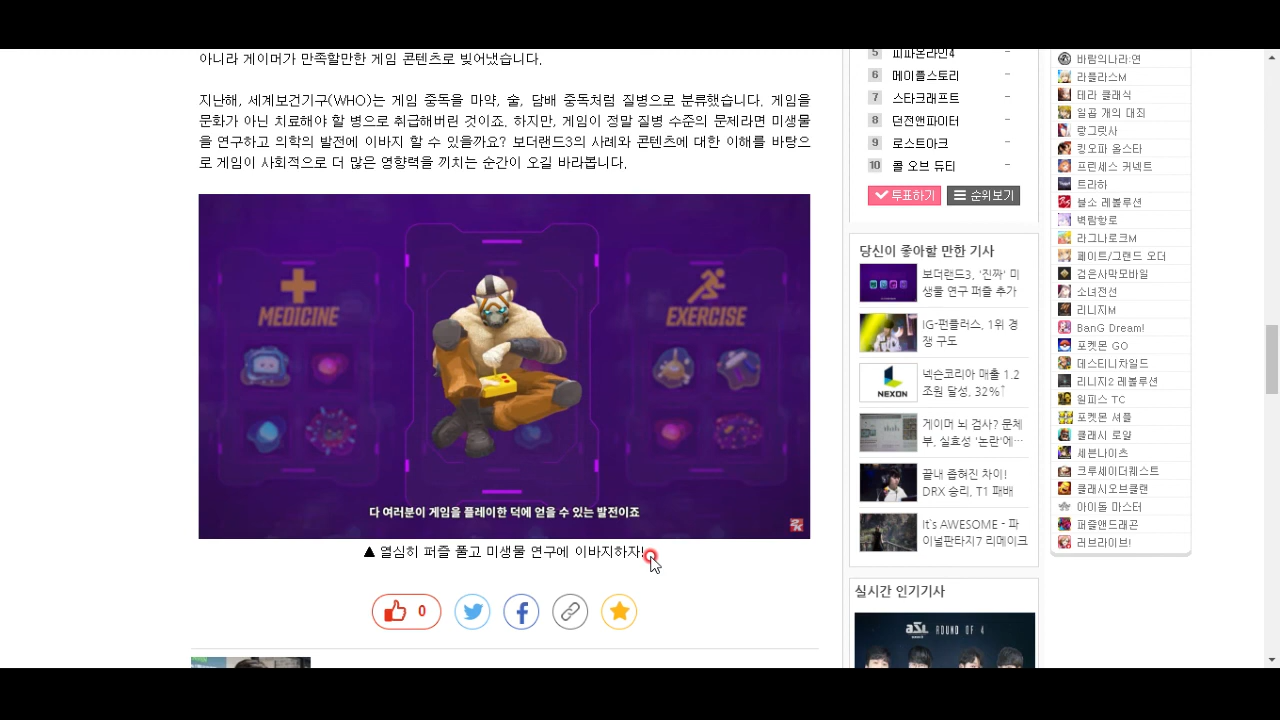 아니라 게이머가 만족할만한 게임 콘텐츠로 빚어냈습니다.
지난해, 세계보건기구(WHO)는 게임 중독을 마약, 술, 담배 중독처럼 질병으로 분류했습니다. 게임을
문화가 아닌 치료해야 할 병으로 취급해버린 것이죠. 하지만, 게임이 정말 질병 수준의 문제라면 미생물
을 연구하고 의학의 발전에 이바지 할 수 있을까요? 보더랜드3의 사례와 콘텐츠에 대한 이해를 바탕으
로 게임이 사회적으로 더 많은 영향력을 끼치는 순간이 오길 바라봅니다.
MEDICINE
EXERCISE
다 여러분이 게임을 플레이한 덕에 얻을 수 있는 발전이죠
2K
▲ 열심히 퍼즐 풀고 미생물 연구에 이바지하자!
0
5 피파온라인4 -
6 메이플스토리 -
7 스타크래프트 -
8 던전앤파이터 -
9 로스트아크 -
10 콜 오브 듀티 -
투표하기 순위보기
당신이 좋아할 만한 기사
보더랜드3, '진짜' 미
생물 연구 퍼즐 추가
IG-펀플러스, 1위 경
쟁 구도
NEXON
넥슨코리아 매출 1.2
조원 달성, 32%↑
게이머 뇌 검사? 문체
부, 실효성 '논란'에…
끝내 좁혀진 차이!
DRX 승리, T1 패배
It`s AWESOME - 파
이널판타지7 리메이크
실시간 인기기사
ASL ROUND OF 4
바람의나라:연
라플라스M
테라 클래식
일곱 개의 대죄
랑그릿사
킹오파 올스타
프린세스 커넥트
트라하
블소 레볼루션
벽람항로
라그나로크M
페이트/그랜드 오더
검은사막모바일
소녀전선
리니지M
BanG Dream!
포켓몬 GO
데스티니차일드
리니지2 레볼루션
원피스 TC
포켓몬 셔플
클래시 로얄
세븐나이츠
크루세이더퀘스트
클래시오브클랜
아이돌 마스터
퍼즐앤드래곤
러브라이브!